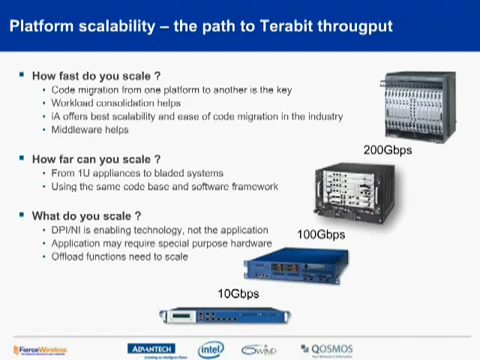 Platform scalability – the path to Terabit througput
How fast do you scale ?
Code migration from one platform to another is the key
Workload consolidation helps
iA offers best scalability and ease of code migration in the industry
Middleware helps
200Gbps
How far can you scale ?
From 1U appliances to bladed systems
Using the same code base and software framework
What do you scale ?
DPI/NI is enabling technology, not the application
100Gbps
Application may require special purpose hardware
Offload functions need to scale
10Gbps
FierceWireless ADVANTECH intel 6WIND QOSMOS